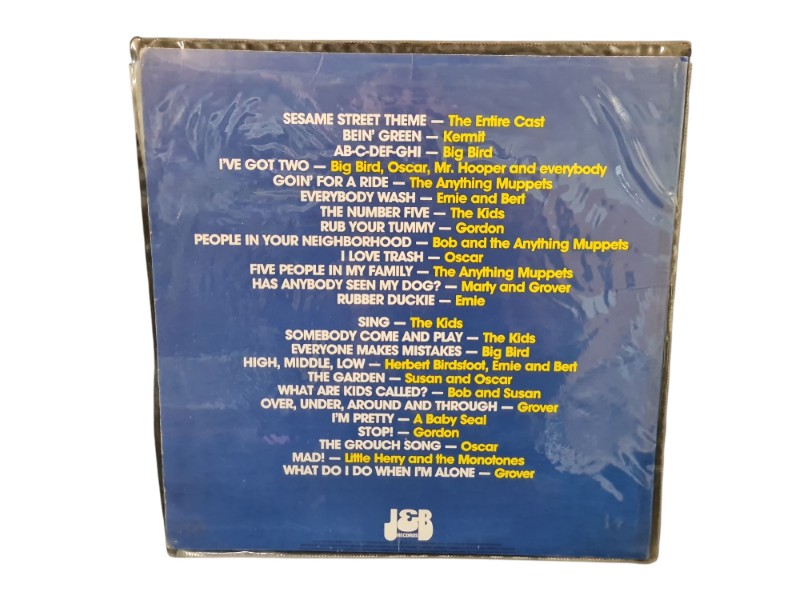 SESAME STREET THEME — The Entire Cast
BEIN' GREEN — Kermit
AB-C-DEF-GHI — Big Bird
I'VE GOT TWO — Big Bird, Oscar, Mr. Hooper and everybody
GOIN' FOR A RIDE — The Anything Muppets
EVERYBODY WASH — Ernie and Bert
THE NUMBER FIVE — The Kids
RUB YOUR TUMMY — Gordon
PEOPLE IN YOUR NEIGHBORHOOD — Bob and the Anything Muppets
I LOVE TRASH — Oscar
FIVE PEOPLE IN MY FAMILY — The Anything Muppets
HAS ANYBODY SEEN MY DOG? — Marty and Grover
RUBBER DUCKIE — Ernie
SING — The Kids
SOMEBODY COME AND PLAY — The Kids
EVERYONE MAKES MISTAKES — Big Bird
HIGH, MIDDLE, LOW — Herbert Birdsfoot, Ernie and Bert
THE GARDEN — Susan and Oscar
WHAT ARE KIDS CALLED? — Bob and Susan
OVER, UNDER, AROUND AND THROUGH — Grover
I'M PRETTY — A Baby Seal
STOP! — Gordon
THE GROUCH SONG — Oscar
MAD! — Little Herry and the Monotones
WHAT DO I DO WHEN I'M ALONE — Grover
J&B
RECORDS